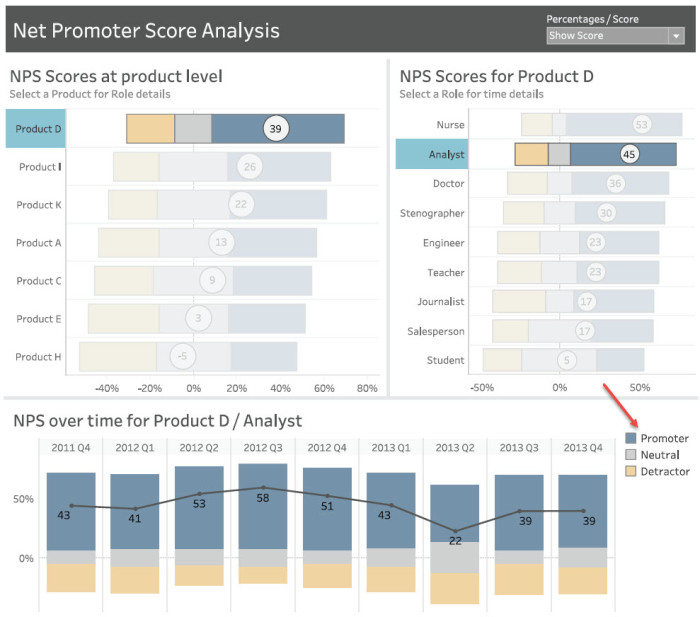 Net Promoter Score Analysis
Percentages / Score
Show Score
NPS Scores at product level
Select a Product for Role details
Product D 39
Product I 26
Product K 22
Product A 13
Product C 9
Product E 3
Product H -5
-40% -20% 0% 20% 40% 60% 80%
NPS Scores for Product D
Select a Role for time details
Nurse 53
Analyst 45
Doctor 36
Stenographer 30
Engineer 23
Teacher 23
Journalist 17
Salesperson 17
Student 5
-50% 0% 50%
NPS over time for Product D / Analyst
2011 Q4 2012 Q1 2012 Q2 2012 Q3 2012 Q4 2013 Q1 2013 Q2 2013 Q3 2013 Q4
50%
43 41 53 58 51 43 22 39 39
0%
Promoter
Neutral
Detractor